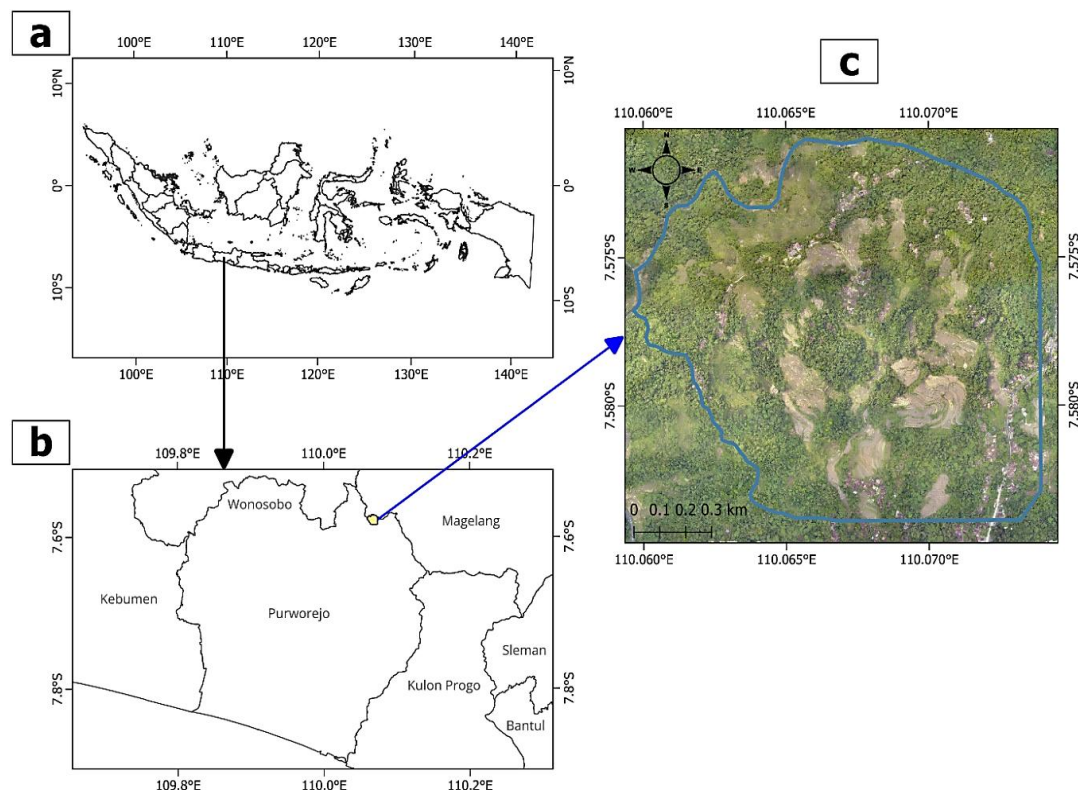 a
100°E 110°E 120°E 130°E 140°E
10°N 10°N
0° 0°
10°S 10°S
100°E 110°E 120°E 130°E 140°E
b
109.8°E 110.0°E 110.2°E
Wonosobo
Magelang
7.6°S 7.6°S
Kebumen
Purworejo
Sleman
Kulon Progo
7.8°S 7.8°S
Bantul
109.8°E 110.0°E 110.2°E
c
110.060°E 110.065°E 110.070°E
N
W E
S
7.575°S 7.575°S
7.580°S 7.580°S
0 0.1 0.2 0.3 km
110.060°E 110.065°E 110.070°E